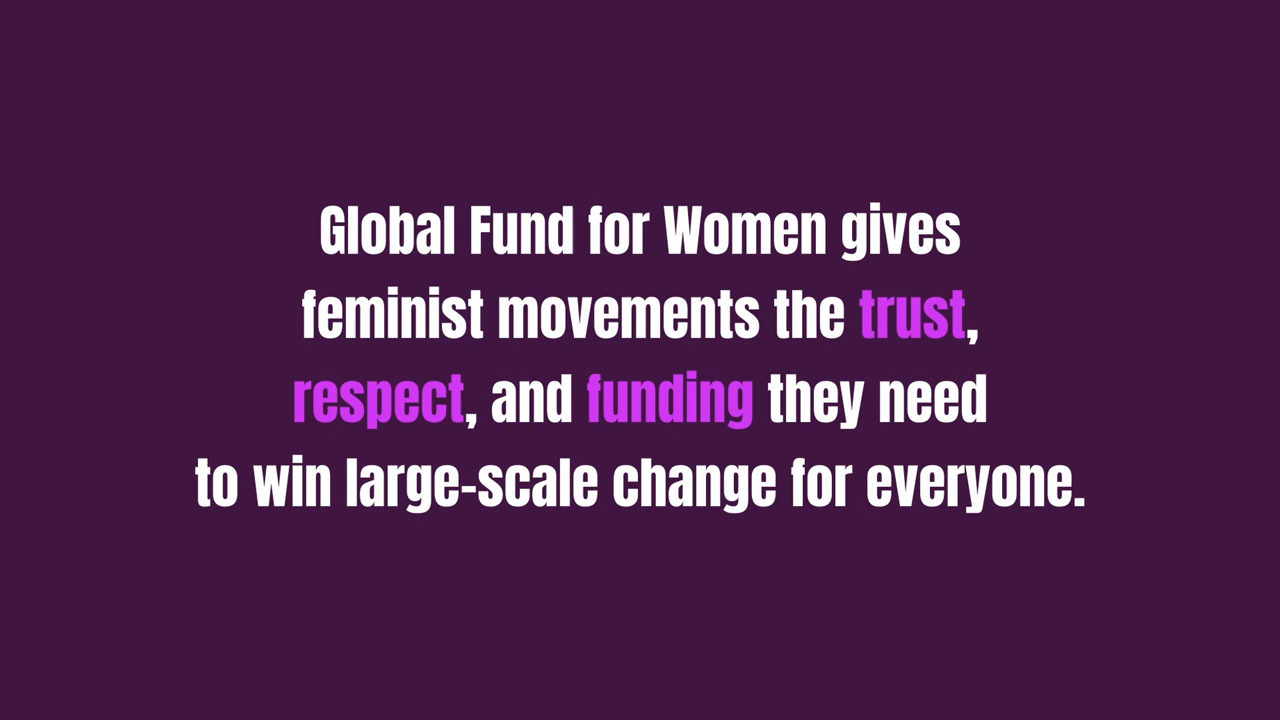 Global Fund for Women gives
feminist movements the trust,
respect, and funding they need
to win large-scale change for everyone.